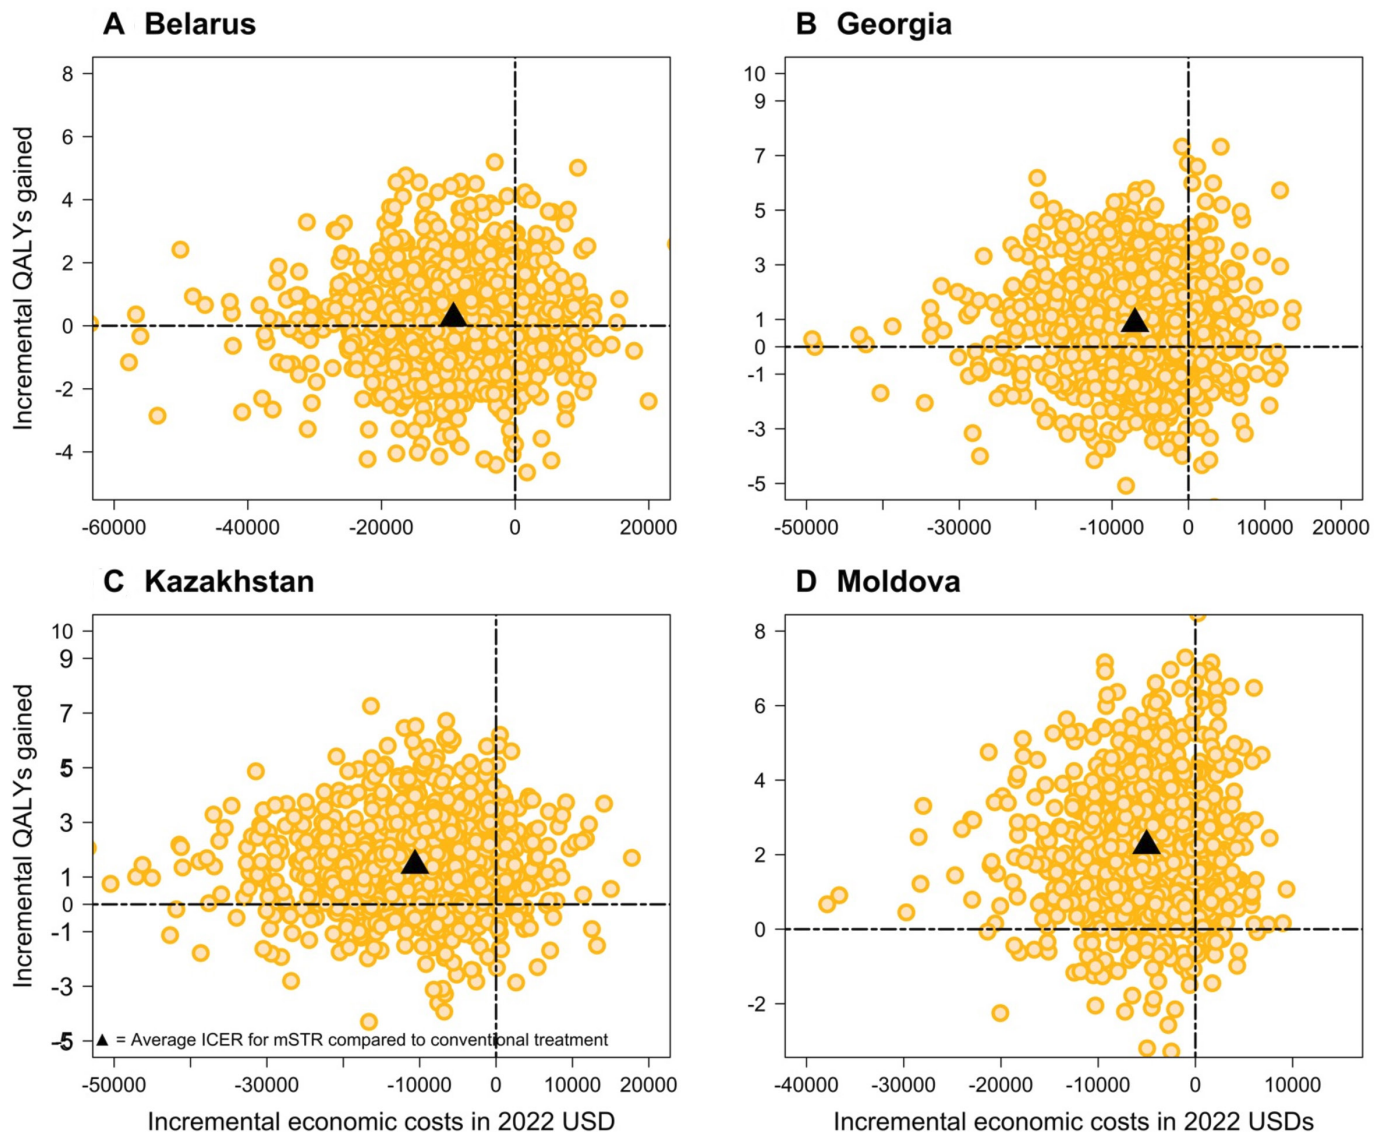 A Belarus
B Georgia
Incremental QALYs gained
8
6
4
2
0
-2
-4
-60000 -40000 -20000 0 20000
10
9
7
5
3
1
0
-1
-3
-5
-50000 -30000 -10000 0 10000 20000
C Kazakhstan
D Moldova
Incremental QALYs gained
10
9
7
5
3
1
0
-1
-3
-5
▲ = Average ICER for mSTR compared to conventional treatment
-50000 -30000 -10000 0 10000 20000
Incremental economic costs in 2022 USD
8
6
4
2
0
-2
-40000 -30000 -20000 -10000 0 10000
Incremental economic costs in 2022 USDs